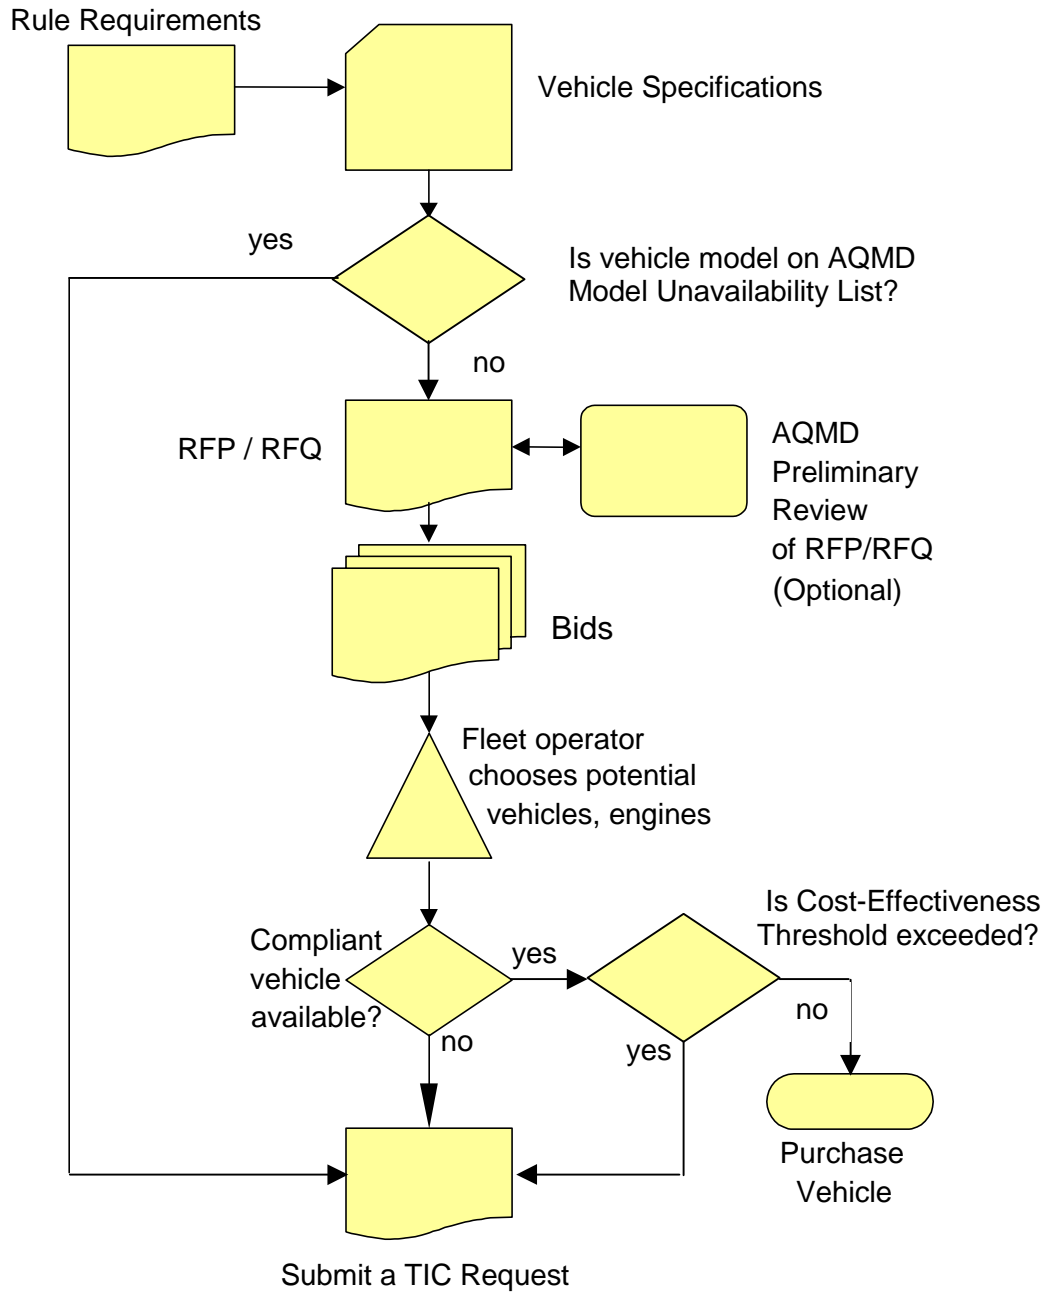 Rule Requirements
Vehicle Specifications
yes
Is vehicle model on AQMD
Model Unavailability List?
no
RFP / RFQ
AQMD
Preliminary
Review
of RFP/RFQ
(Optional)
Bids
Fleet operator
chooses potential
vehicles, engines
Compliant
vehicle
available?
yes
no
Is Cost-Effectiveness
Threshold exceeded?
no
yes
Purchase
Vehicle
Submit a TIC Request